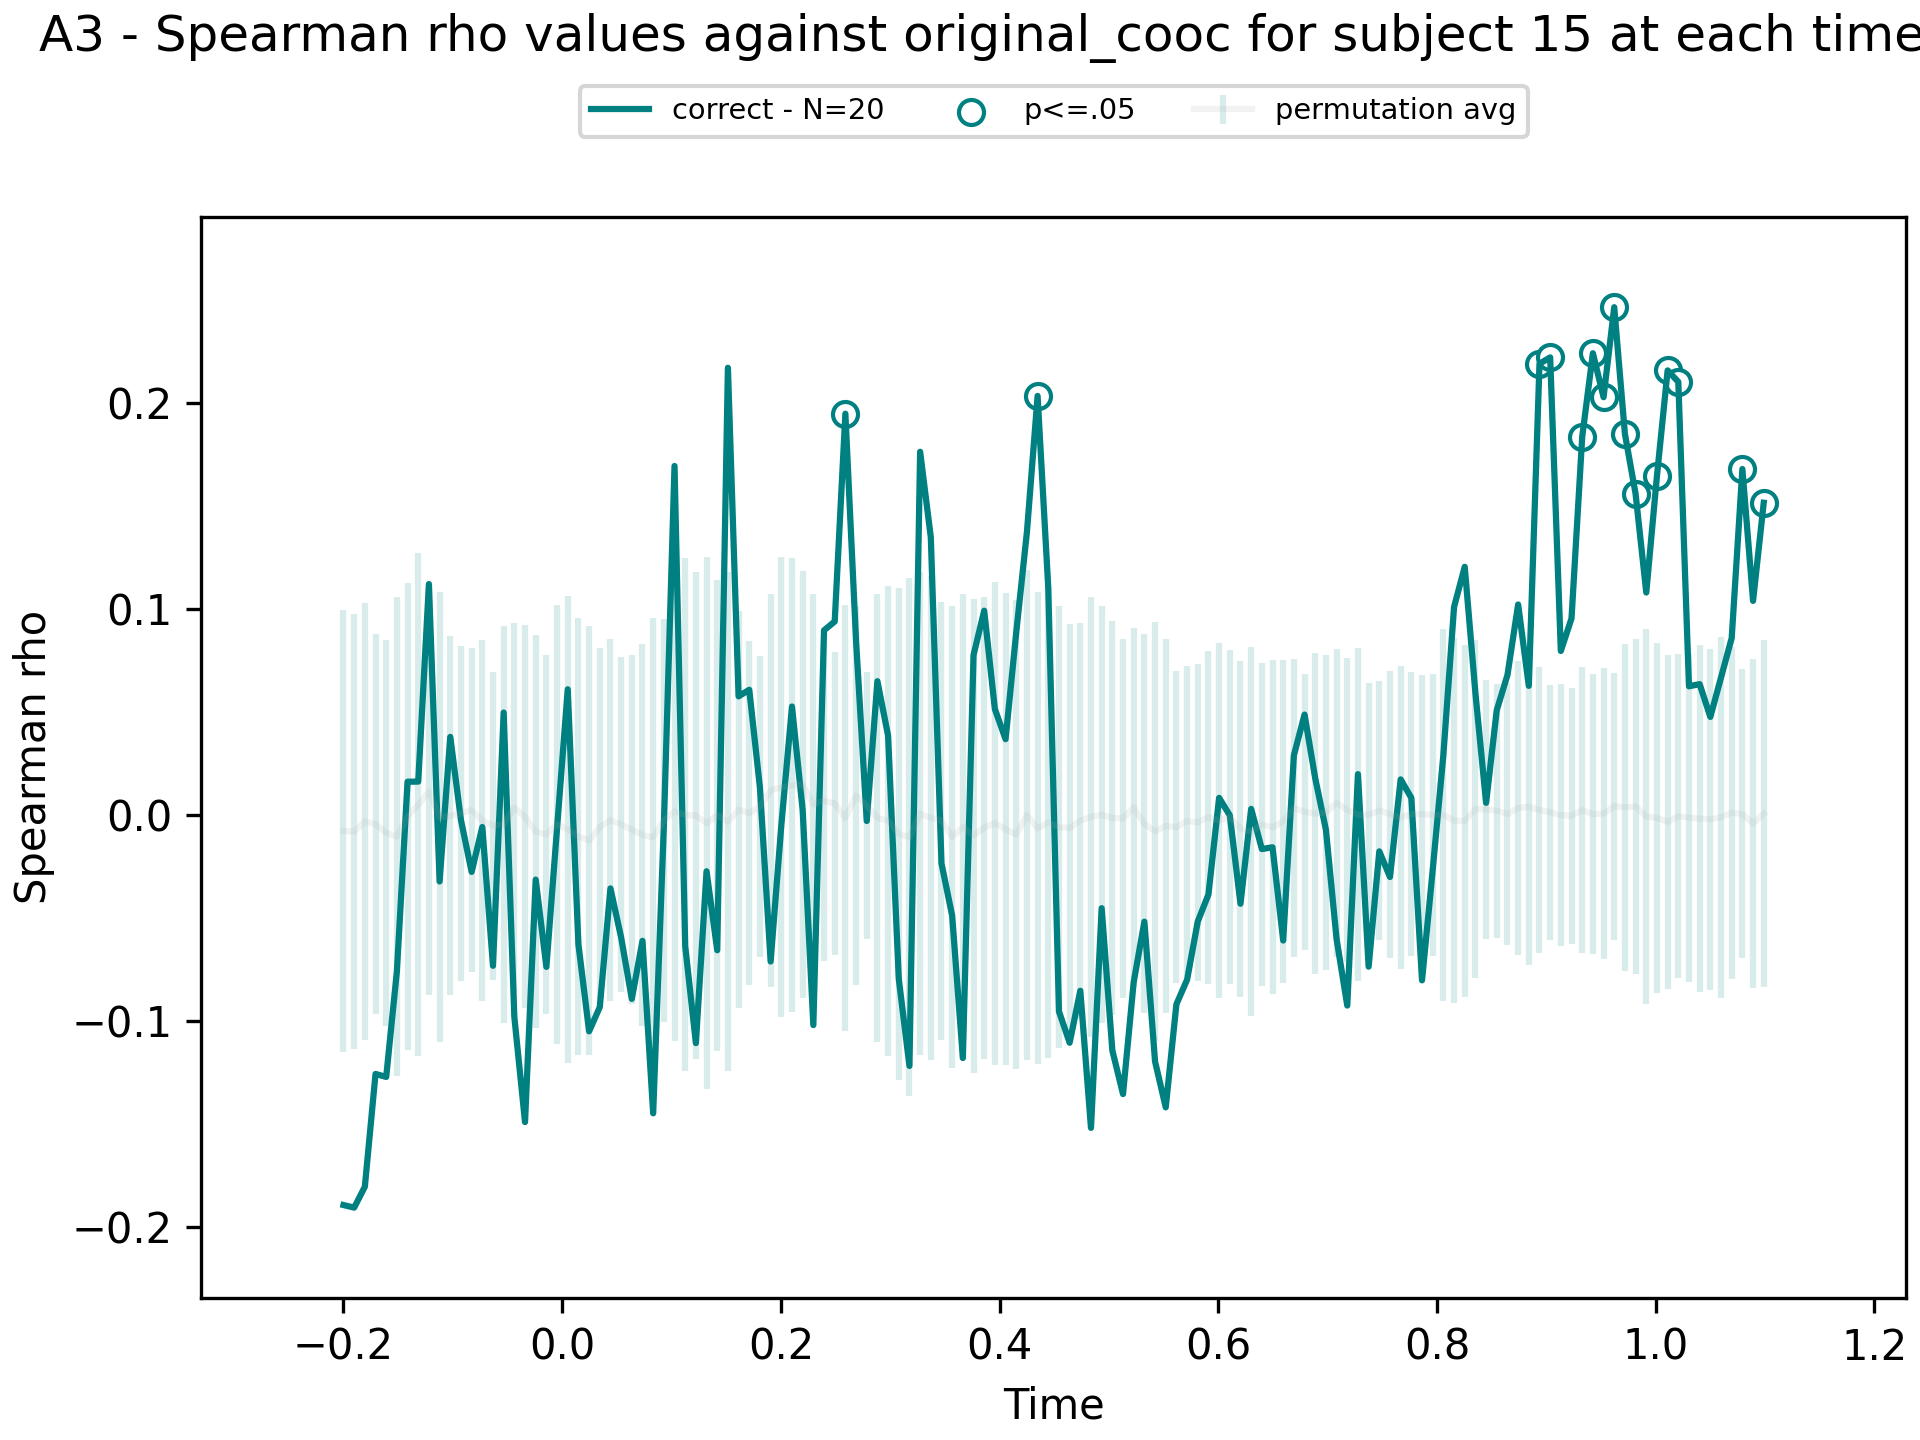 A3 - Spearman rho values against original_cooc for subject 15 at each time
correct - N=20
p<=.05
permutation avg
Spearman rho
0.2
0.1
0.0
−0.1
−0.2
−0.2 0.0 0.2 0.4 0.6 0.8 1.0 1.2
Time